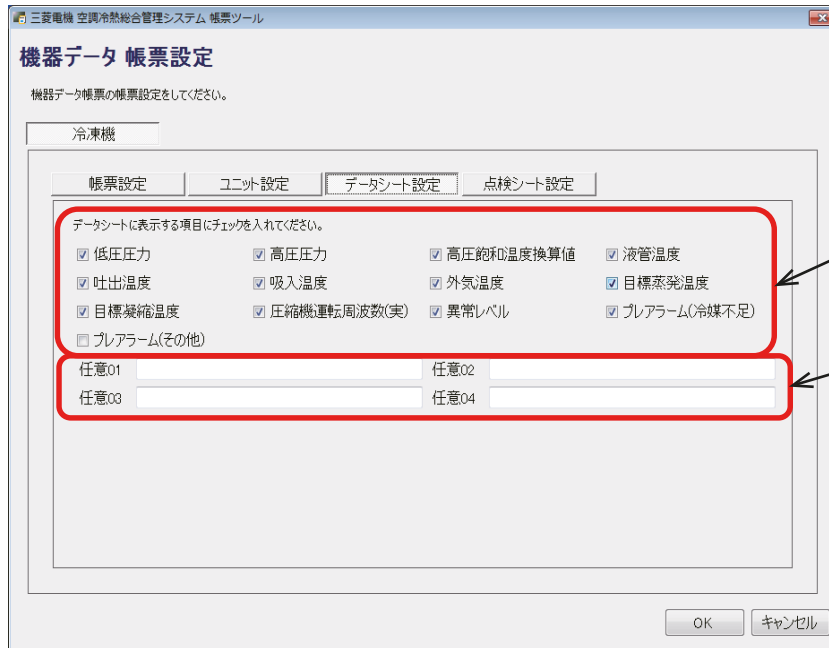 三菱電機 空調冷熱総合管理システム 帳票ツール
機器データ 帳票設定
機器データ帳票の帳票設定をしてください。
冷凍機
帳票設定 ユニット設定 データシート設定 点検シート設定
データシートに表示する項目にチェックを入れてください。
低圧圧力 高圧圧力 高圧飽和温度換算値 液管温度
吐出温度 吸入温度 外気温度 目標蒸発温度
目標凝縮温度 圧縮機運転周波数(実) 異常レベル プレアラーム(冷媒不足)
プレアラーム(その他)
任意01 任意02
任意03 任意04
OK キャンセル